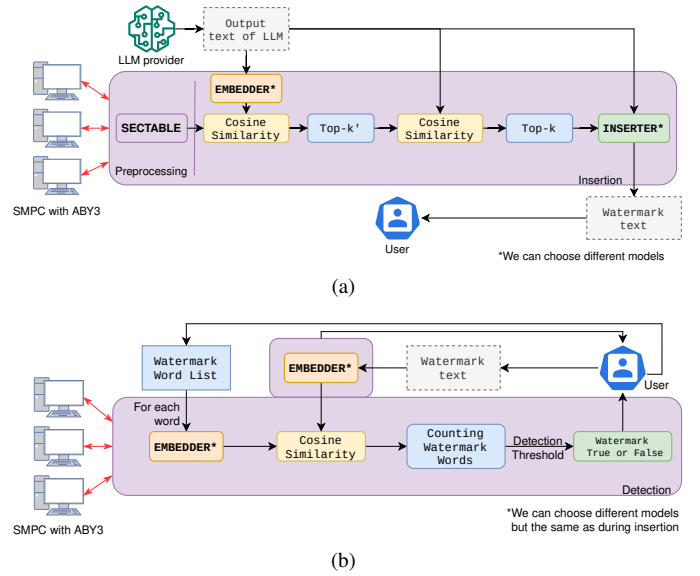 Output
text of LLM
LLM provider
EMBEDDER*
SECTABLE
Cosine
Similarity
Top-k'
Cosine
Similarity
Top-k
INSERTER*
Preprocessing
Insertion
SMPC with ABY3
User
Watermark
text
*We can choose different models
(a)
Watermark
Word List
EMBEDDER*
Watermark
text
User
For each
word
EMBEDDER*
Cosine
Similarity
Counting
Watermark
Words
Detection
Threshold
Watermark
True or False
Detection
SMPC with ABY3
*We can choose different models
but the same as during insertion
(b)